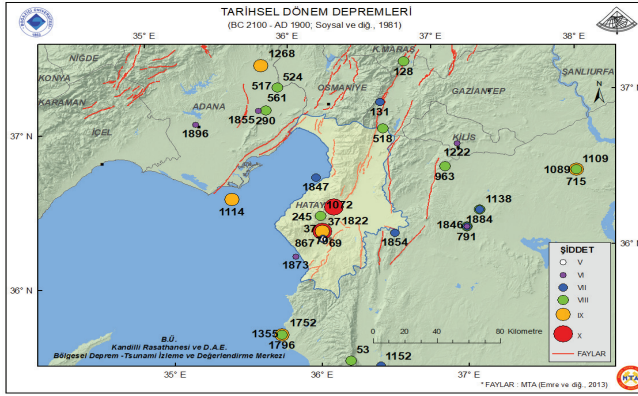 TARİHSEL DÖNEM DEPREMLERİ
(BC 2100 - AD 1900; Soysal ve diğ., 1981)
35° E
36° E
37° E
38° E
NİĞDE
K.MARAŞ
1268
128
KONYA
524
517
OSMANİYE
ŞANLIURFA
561
GAZİANTEP
KARAMAN
ADANA
1855
290
131
1896
518
37° N
İÇEL
KİLİS
37° N
1222
963
1109
1089
715
1847
1114
HATAY
1072
245
37
1822
37
867
69
1138
1884
1846
791
1854
1873
36° N
36° N
1752
1355
1796
53
1152
ŞİDDET
V
VI
VII
VIII
IX
X
FAYLAR
0 20 40 60 80 Kilometre
B.Ü.
Kandilli Rasathanesi ve D.A.E.
Bölgesel Deprem -Tsunami İzleme ve Değerlendirme Merkezi
35° E
36° E
37° E
* FAYLAR : MTA (Emre ve diğ., 2013)
MTA